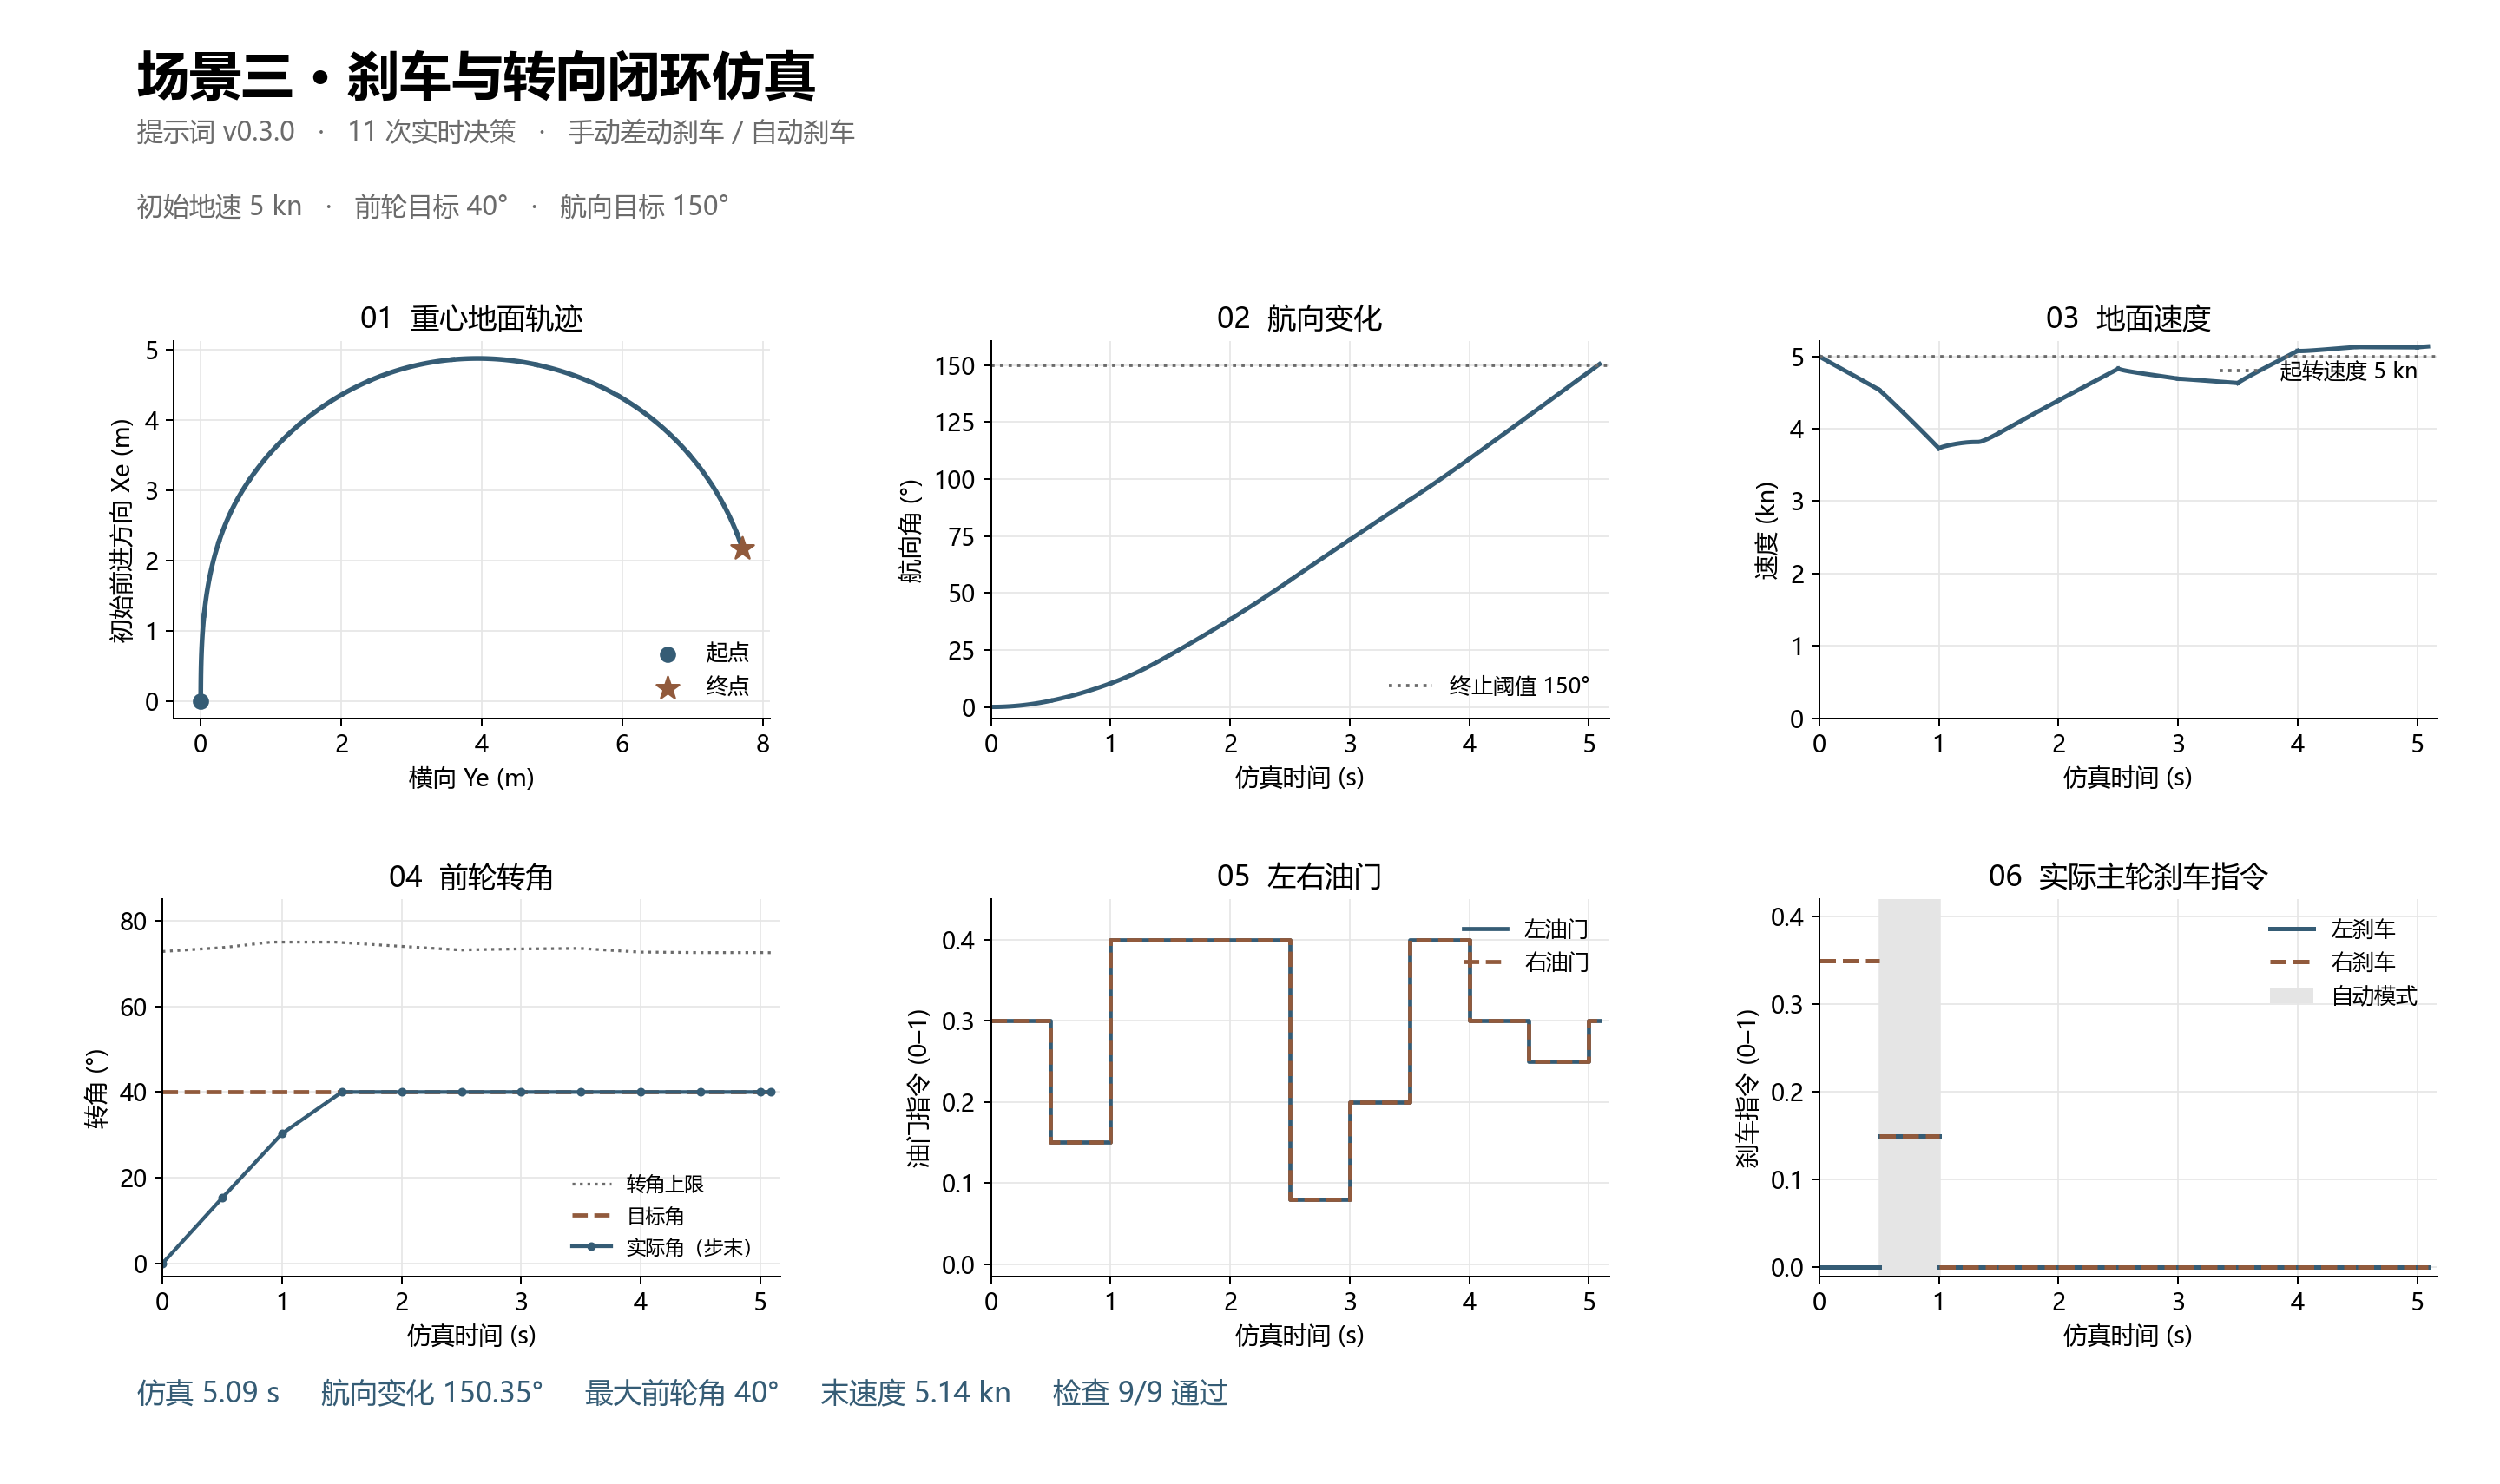 场景三 · 刹车与转向闭环仿真
提示词 v0.3.0 · 11 次实时决策 · 手动差动刹车 / 自动刹车
初始地速 5 kn · 前轮目标 40° · 航向目标 150°
01 重心地面轨迹
初始前进方向 Xe (m)
5
4
3
2
1
0
起点
终点
0 2 4 6 8
横向 Ye (m)
02 航向变化
航向角 (°)
150
125
100
75
50
25
0
终止阈值 150°
0 1 2 3 4 5
仿真时间 (s)
03 地面速度
速度 (kn)
5
4
3
2
1
0
起转速度 5 kn
0 1 2 3 4 5
仿真时间 (s)
04 前轮转角
转角 (°)
80
60
40
20
0
转角上限
目标角
实际角（步末）
0 1 2 3 4 5
仿真时间 (s)
05 左右油门
油门指令 (0–1)
0.4
0.3
0.2
0.1
0.0
左油门
右油门
0 1 2 3 4 5
仿真时间 (s)
06 实际主轮刹车指令
刹车指令 (0–1)
0.4
0.3
0.2
0.1
0.0
左刹车
右刹车
自动模式
0 1 2 3 4 5
仿真时间 (s)
仿真 5.09 s 航向变化 150.35° 最大前轮角 40° 末速度 5.14 kn 检查 9/9 通过